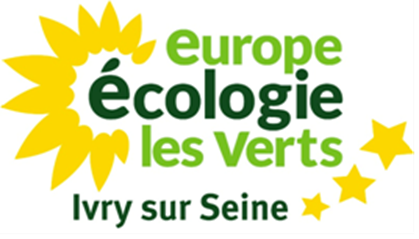 europe
écologie
les verts
Ivry sur Seine